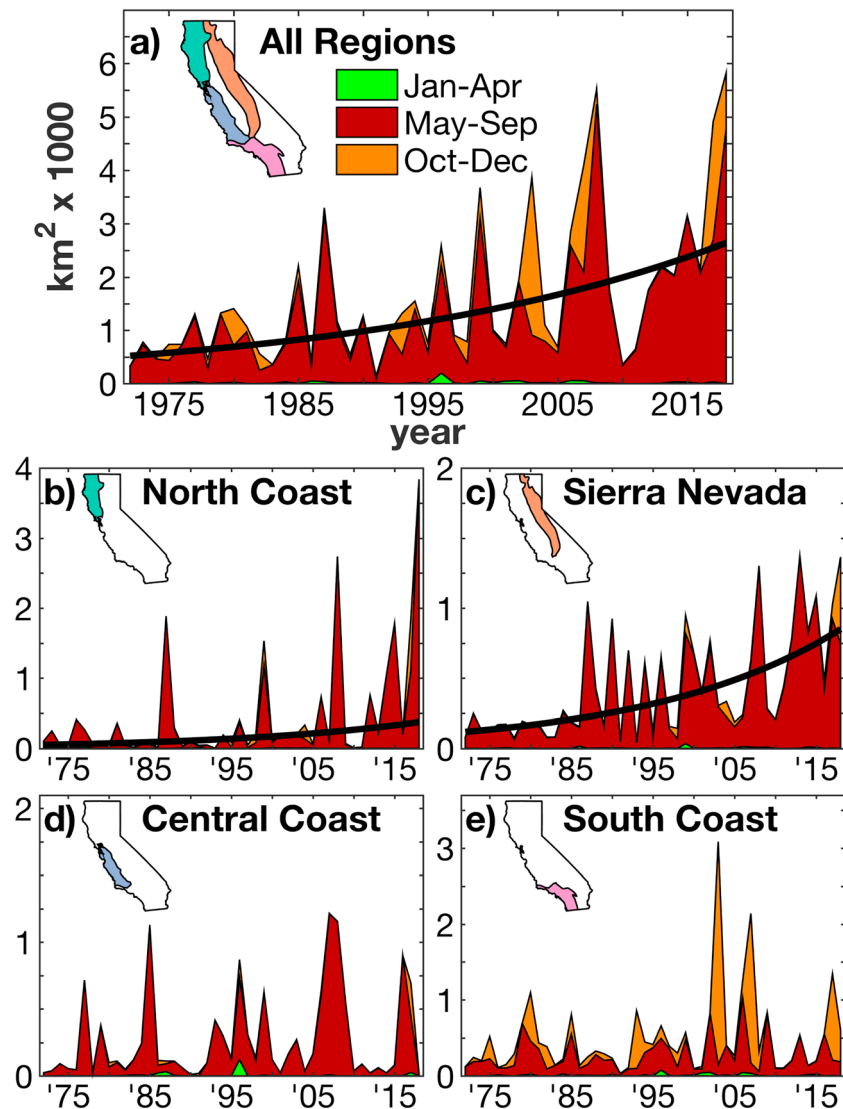 a) All Regions
Jan-Apr
May-Sep
Oct-Dec
km² x 1000
6
5
4
3
2
1
0
1975 1985 1995 2005 2015
year
b) North Coast
4
3
2
1
0
'75 '85 '95 '05 '15
c) Sierra Nevada
2
1
0
'75 '85 '95 '05 '15
d) Central Coast
2
1
0
'75 '85 '95 '05 '15
e) South Coast
3
2
1
0
'75 '85 '95 '05 '15